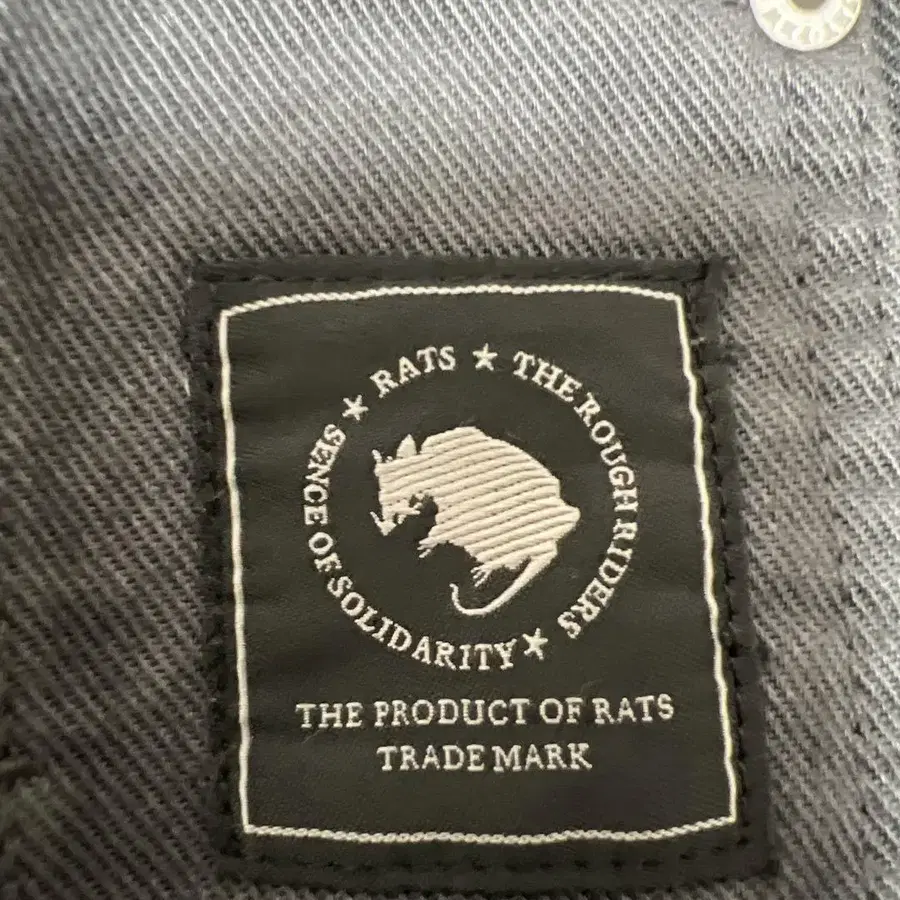 ★ RATS ★ THE ROUGH RIDERS ★ SENCE OF SOLIDARITY
THE PRODUCT OF RATS
TRADE MARK